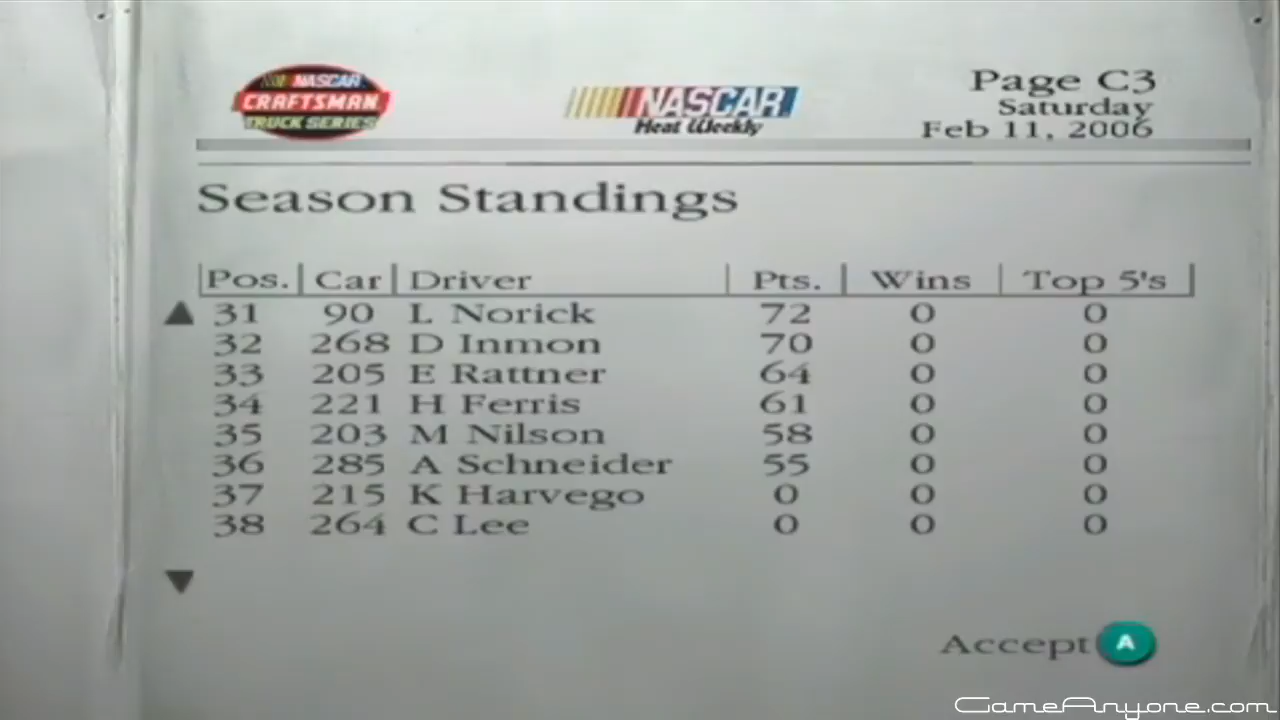 NASCAR
CRAFTSMAN
TRUCK SERIES
NASCAR
Heat Weekly
Page C3
Saturday
Feb 11, 2006
Season Standings
Pos. Car Driver Pts. Wins Top 5's
31 90 L Norick 72 0 0
32 268 D Inmon 70 0 0
33 205 E Rattner 64 0 0
34 221 H Ferris 61 0 0
35 203 M Nilson 58 0 0
36 285 A Schneider 55 0 0
37 215 K Harvego 0 0 0
38 264 C Lee 0 0 0
Accept A
GameAnyone.com